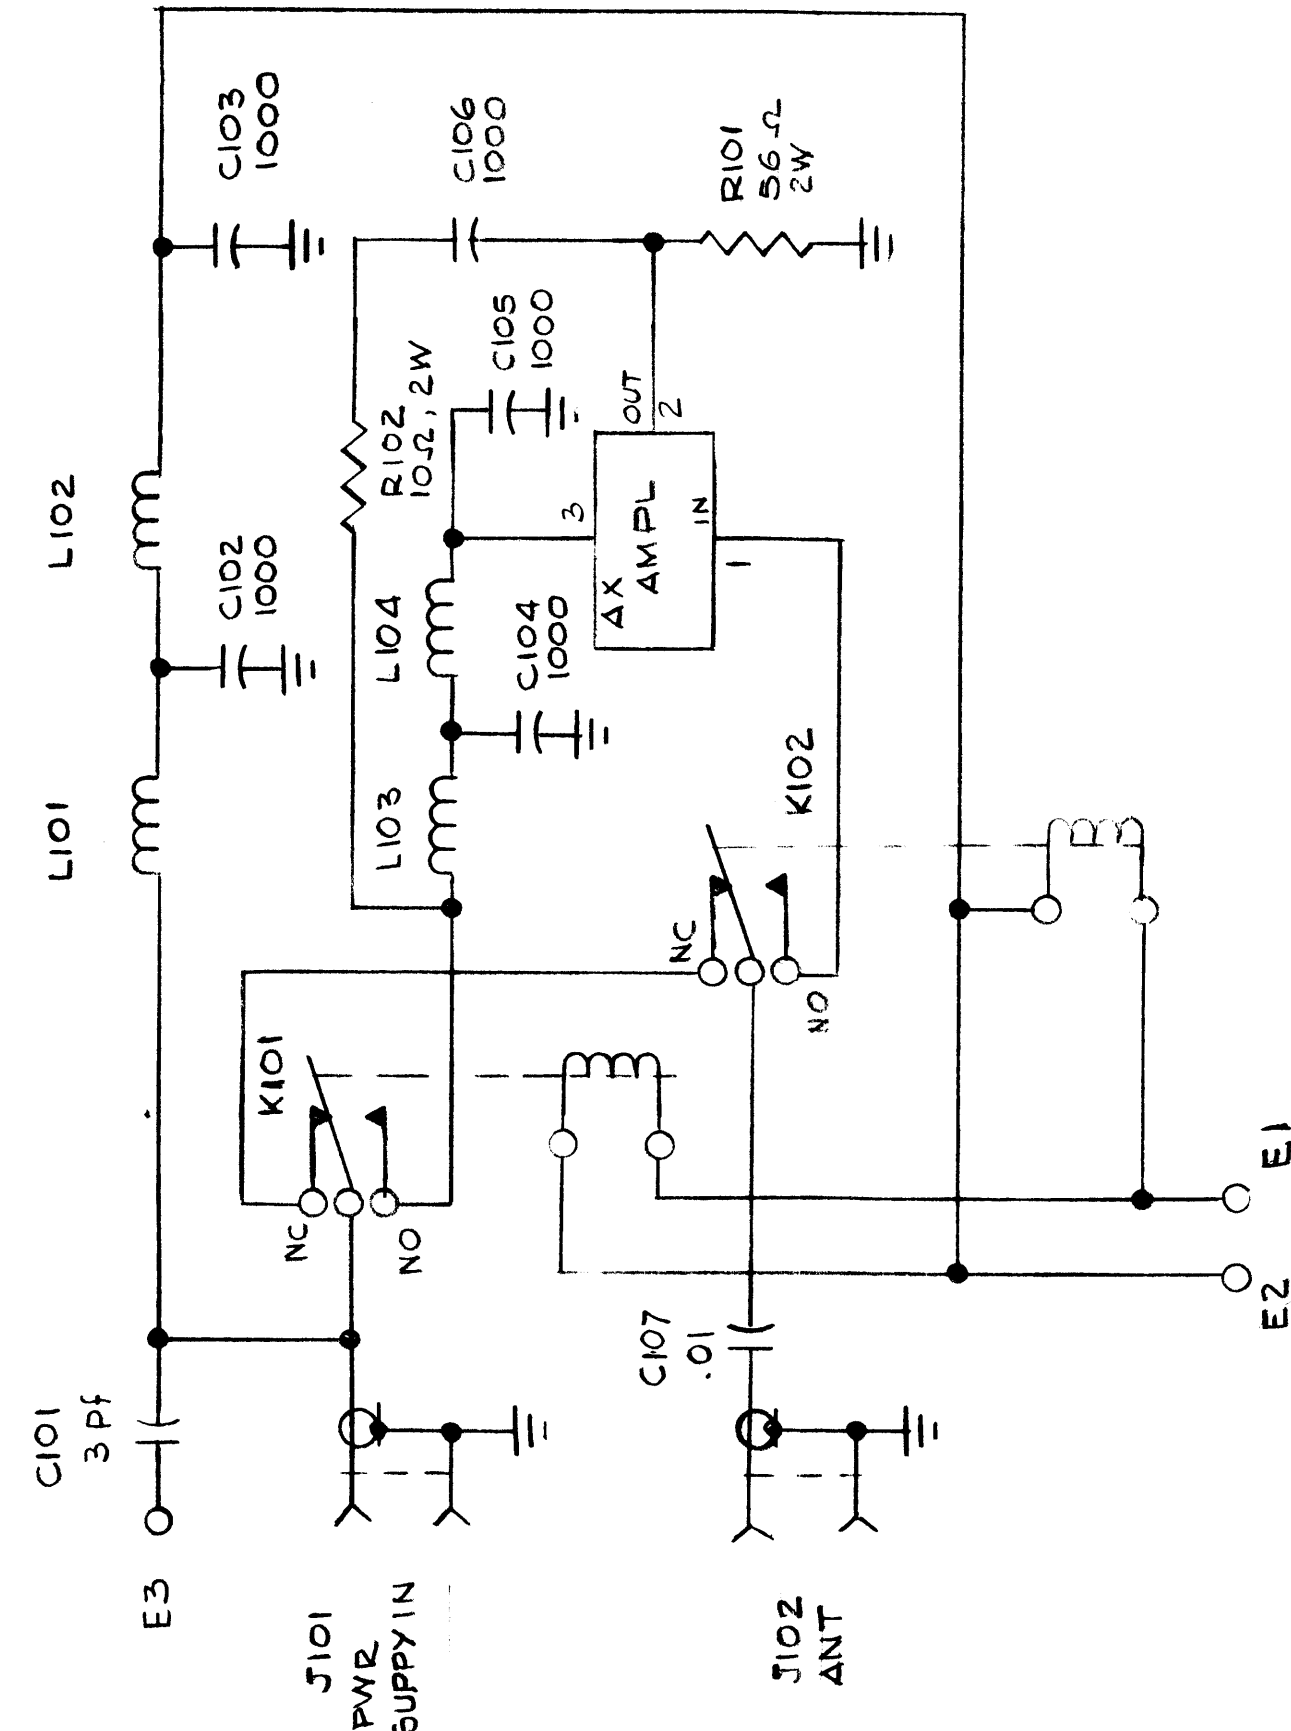 L101
L102
C103
1000
C102
1000
C106
1000
R101
56 Ω
2W
R102
10Ω, 2W
C105
1000
L104
L103
C104
1000
OUT
2
3
ΔX
AMPL
IN
1
K102
NC
NO
K101
NC
NO
C101
3 Pf
E3
J101
PWR
SUPPY IN
C107
.01
J102
ANT
E1
E2